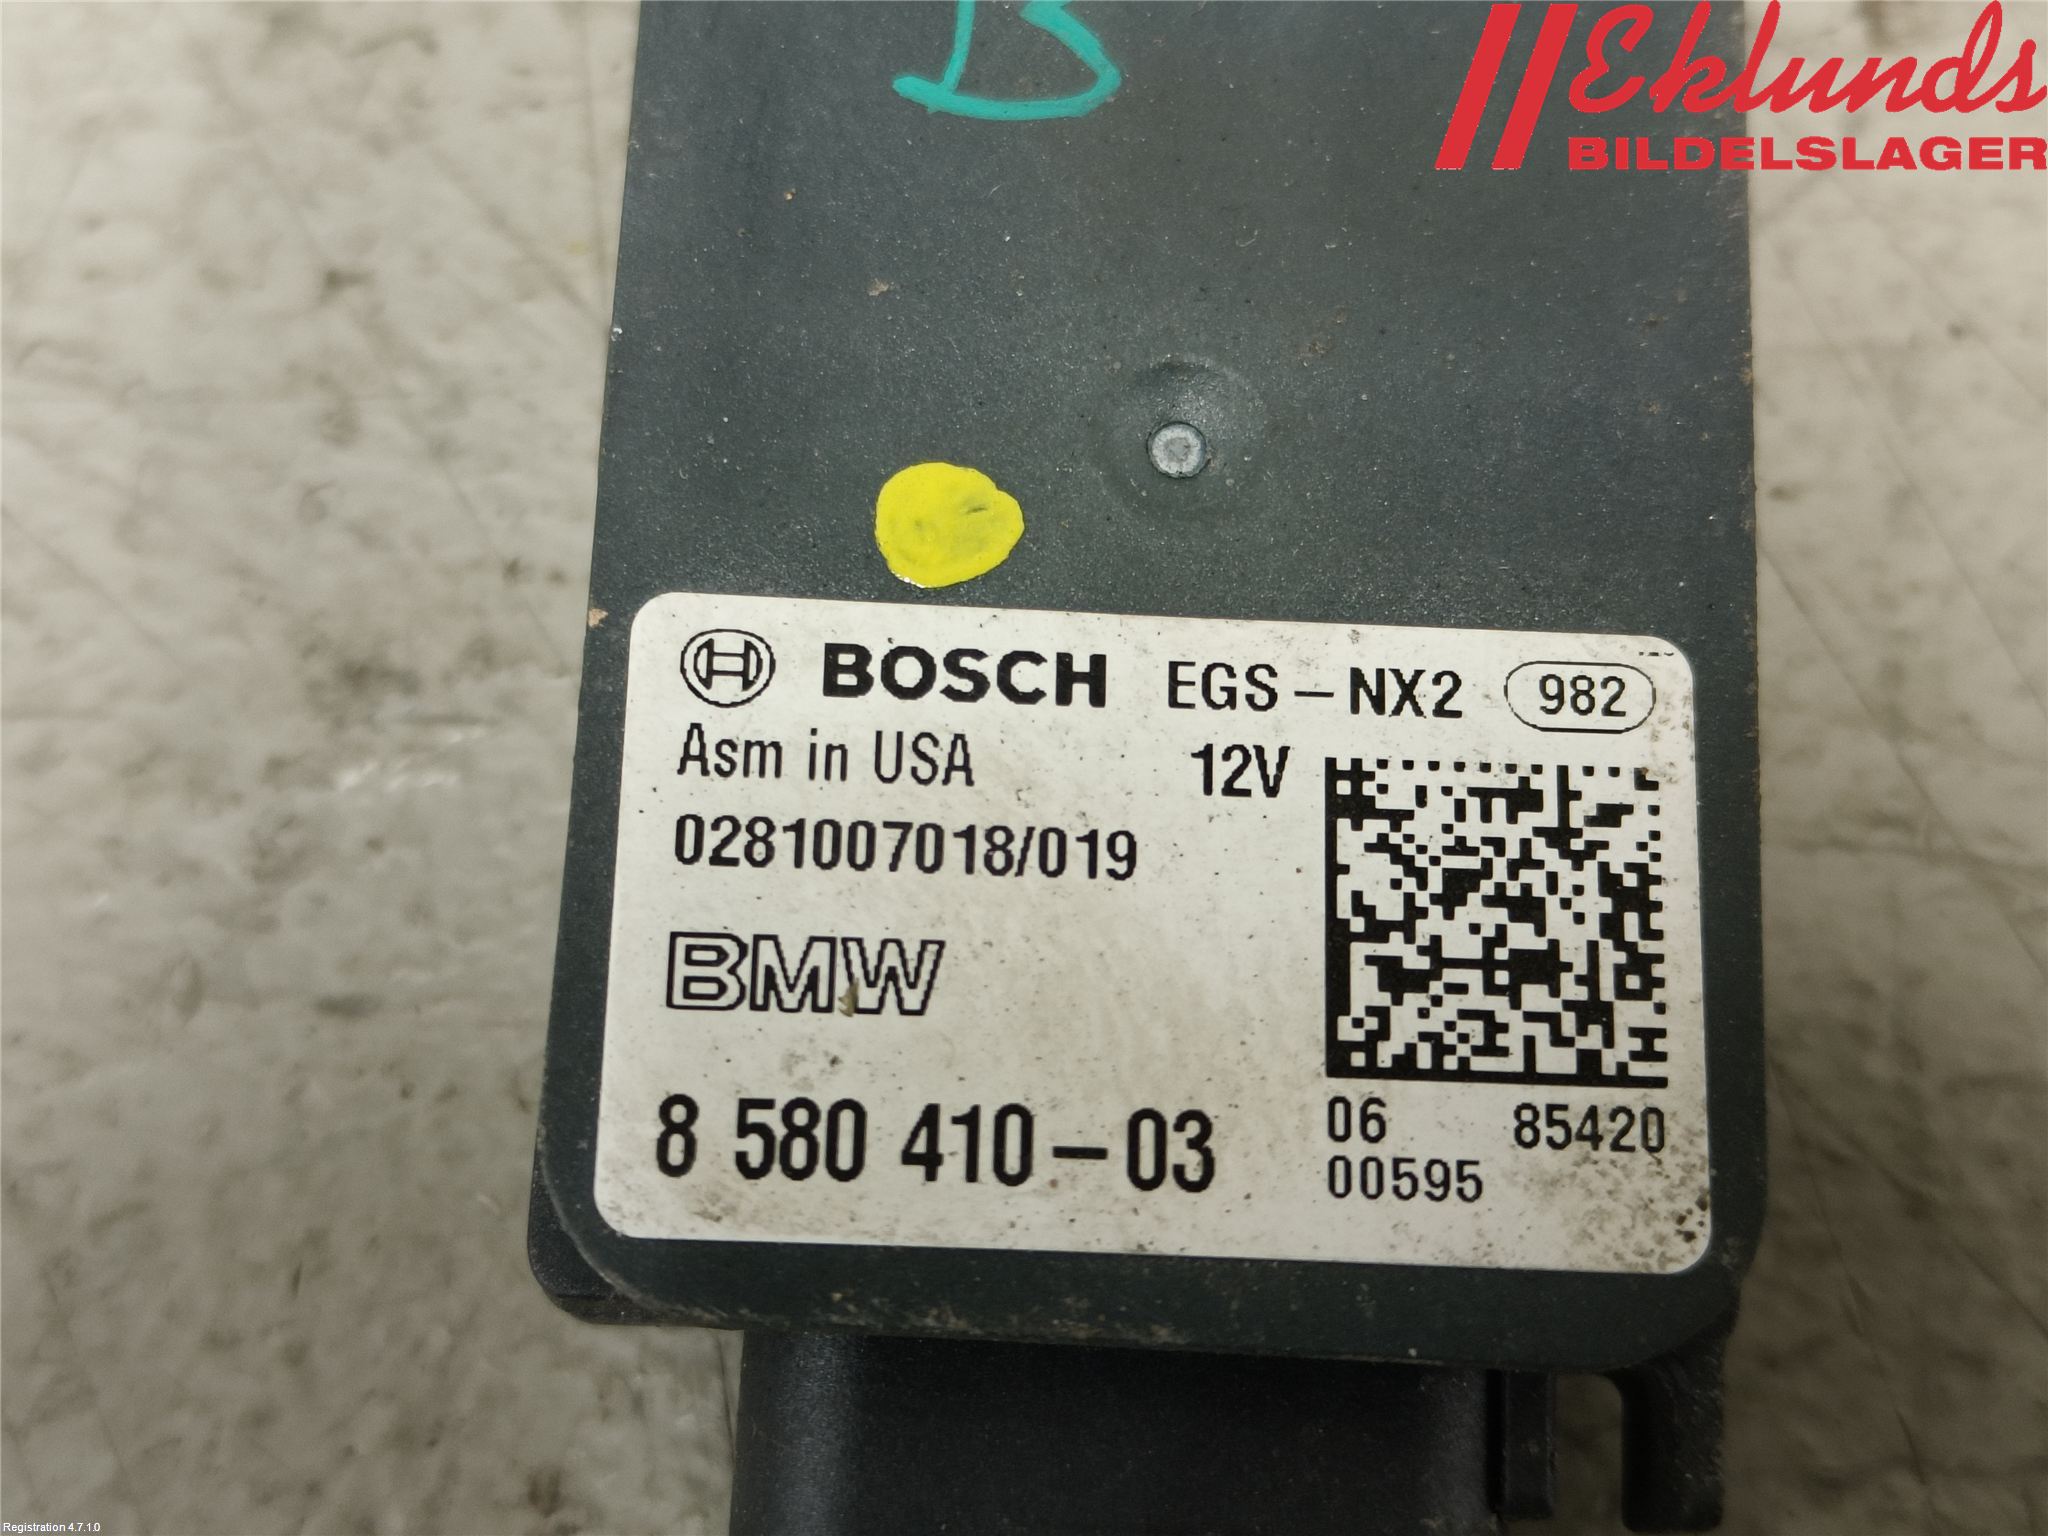 B
Eklunds
BILDELSLAGER
BOSCH EGS-NX2 982
Asm in USA 12V
0281007018/019
BMW
8 580 410-03
06 85420
00595
Registration 4.7.1.0